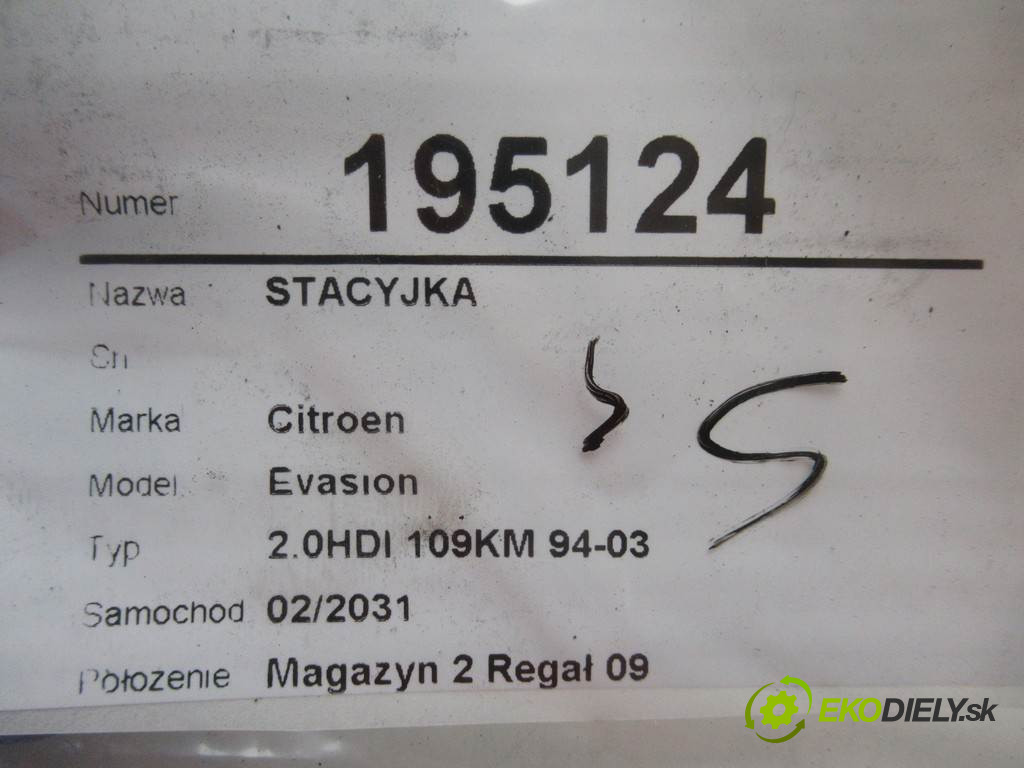 Numer 195124
Nazwa STACYJKA
Sn
Marka Citroen
Model Evasion
Typ 2.0HDI 109KM 94-03
Samochod 02/2031
Położenie Magazyn 2 Regał 09
EKODIELY.sk